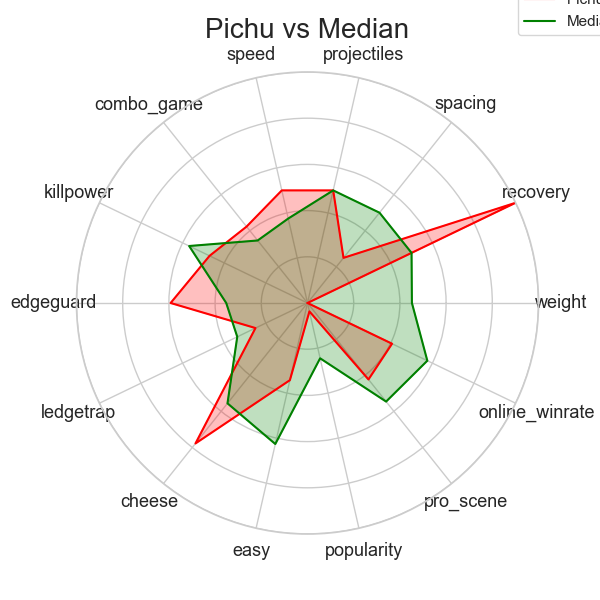 Pichu vs Median
speed
projectiles
combo_game
spacing
killpower
recovery
edgeguard
weight
ledgetrap
online_winrate
cheese
pro_scene
easy
popularity